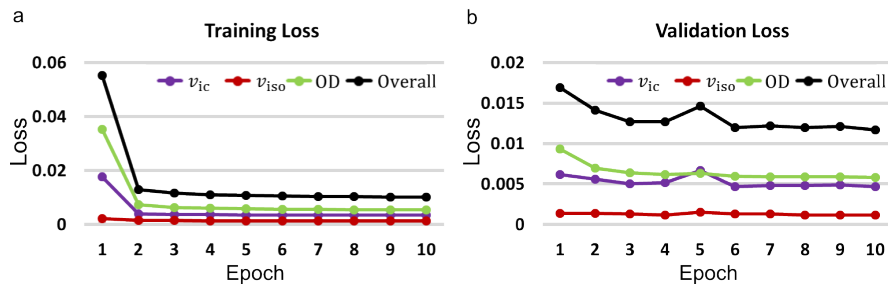 a
Training Loss
0.06
0.04
0.02
0
Loss
v_ic v_iso OD Overall
1 2 3 4 5 6 7 8 9 10
Epoch
b
Validation Loss
0.02
0.015
0.01
0.005
0
Loss
v_ic v_iso OD Overall
1 2 3 4 5 6 7 8 9 10
Epoch